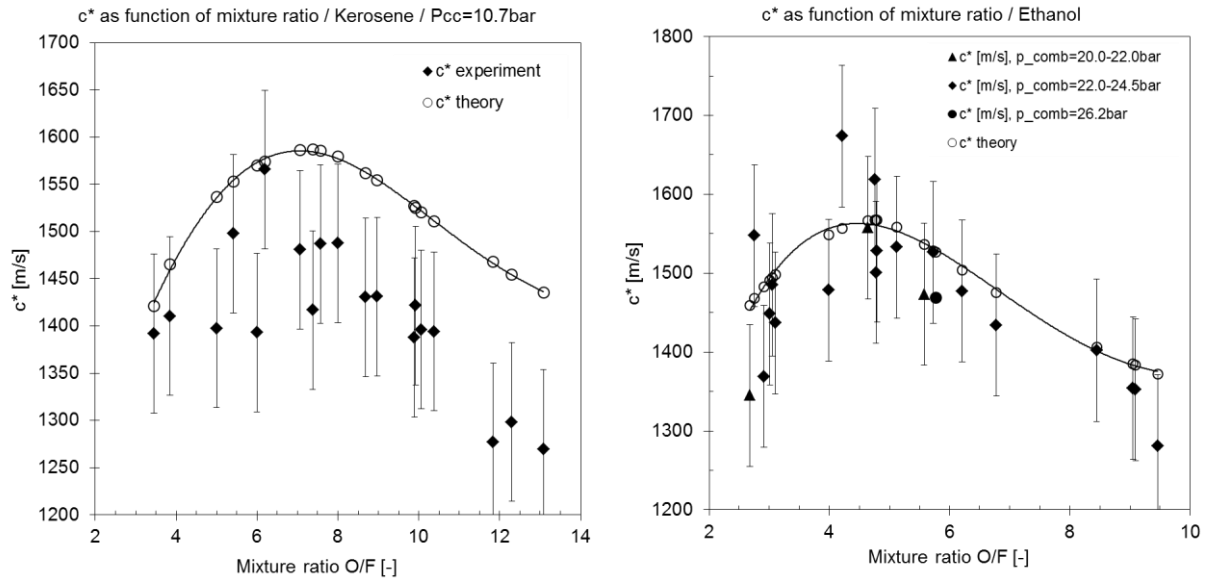 c* as function of mixture ratio / Kerosene / Pcc=10.7bar
1700
1650
1600
1550
1500
1450
1400
1350
1300
1250
1200
c* [m/s]
c* experiment
c* theory
2
4
6
8
10
12
14
Mixture ratio O/F [-]
c* as function of mixture ratio / Ethanol
1800
1700
1600
1500
1400
1300
1200
c* [m/s]
c* [m/s], p_comb=20.0-22.0bar
c* [m/s], p_comb=22.0-24.5bar
c* [m/s], p_comb=26.2bar
c* theory
2
4
6
8
10
Mixture ratio O/F [-]